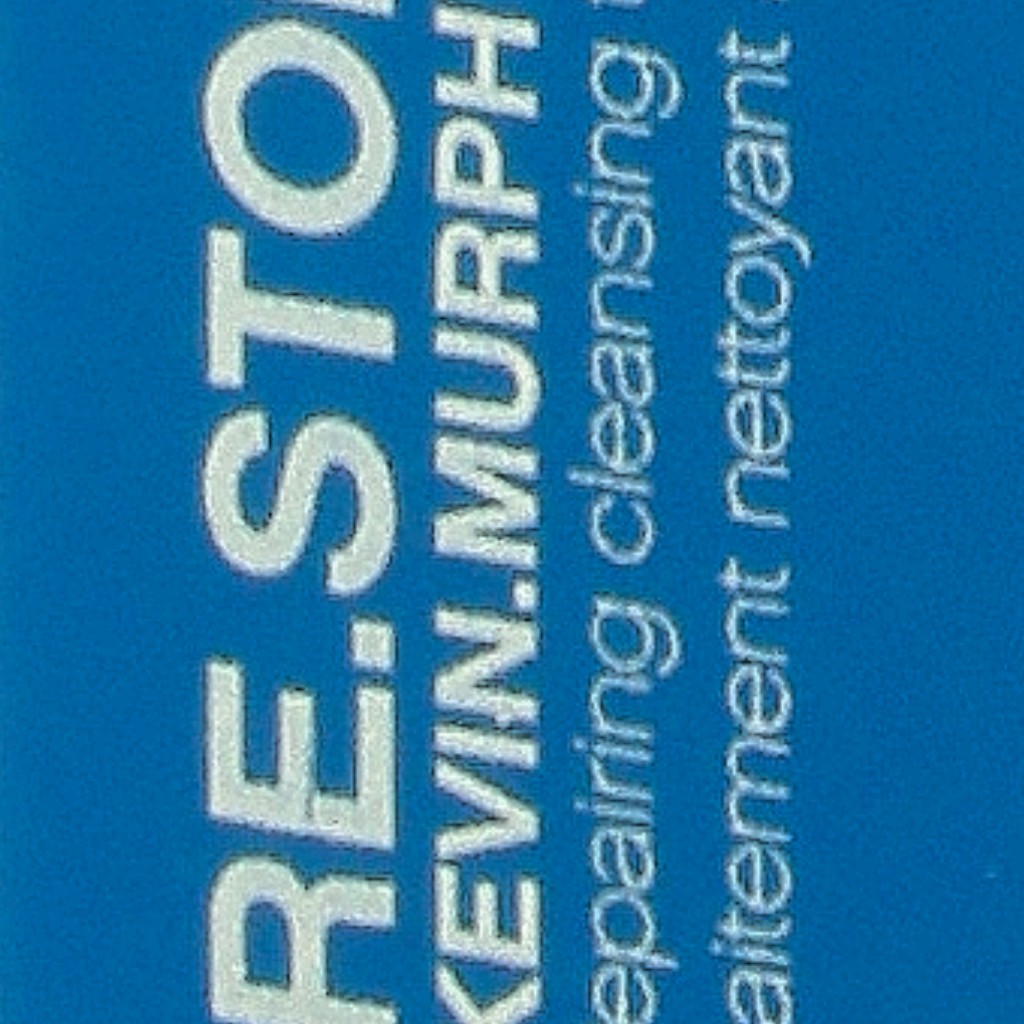 RE.STO
KEVIN.MURPH
epairing cleansing
aitement nettoyant